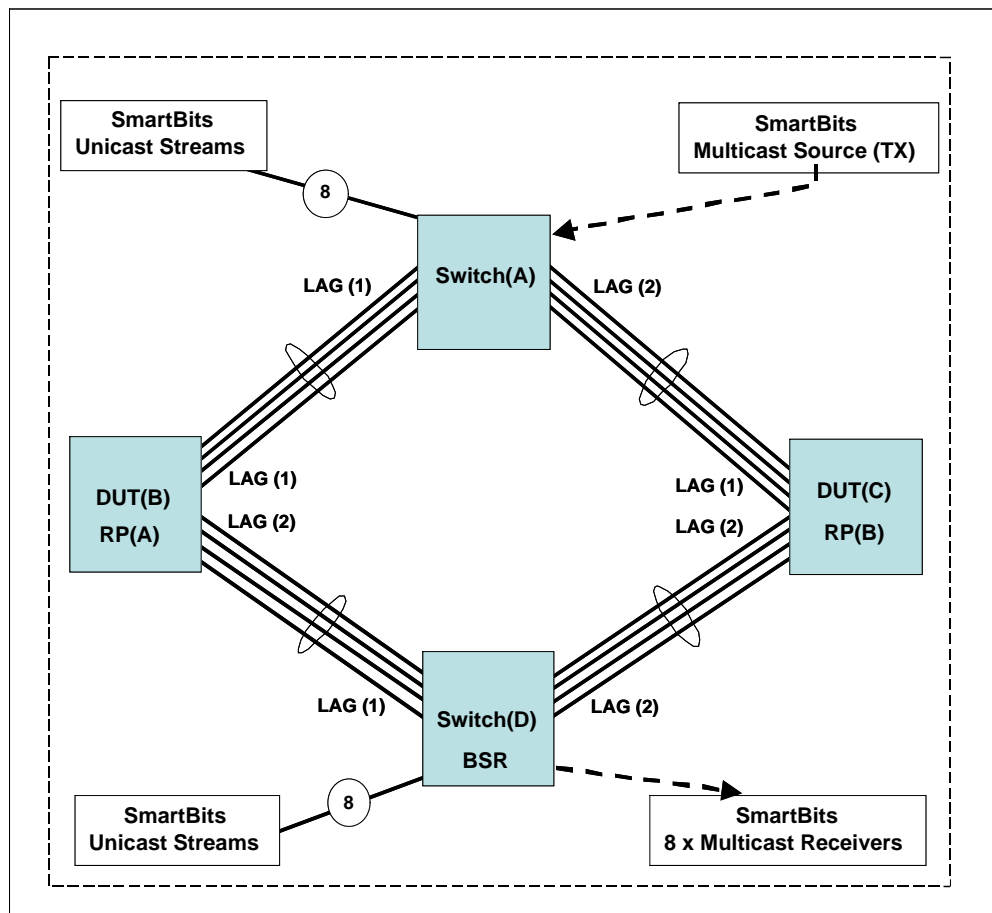 SmartBits
Unicast Streams
SmartBits
Multicast Source (TX)
8
Switch(A)
LAG (1)
LAG (2)
DUT(B)
RP(A)
LAG (1)
LAG (2)
LAG (1)
LAG (2)
DUT(C)
RP(B)
LAG (1)
Switch(D)
BSR
LAG (2)
8
SmartBits
Unicast Streams
SmartBits
8 x Multicast Receivers